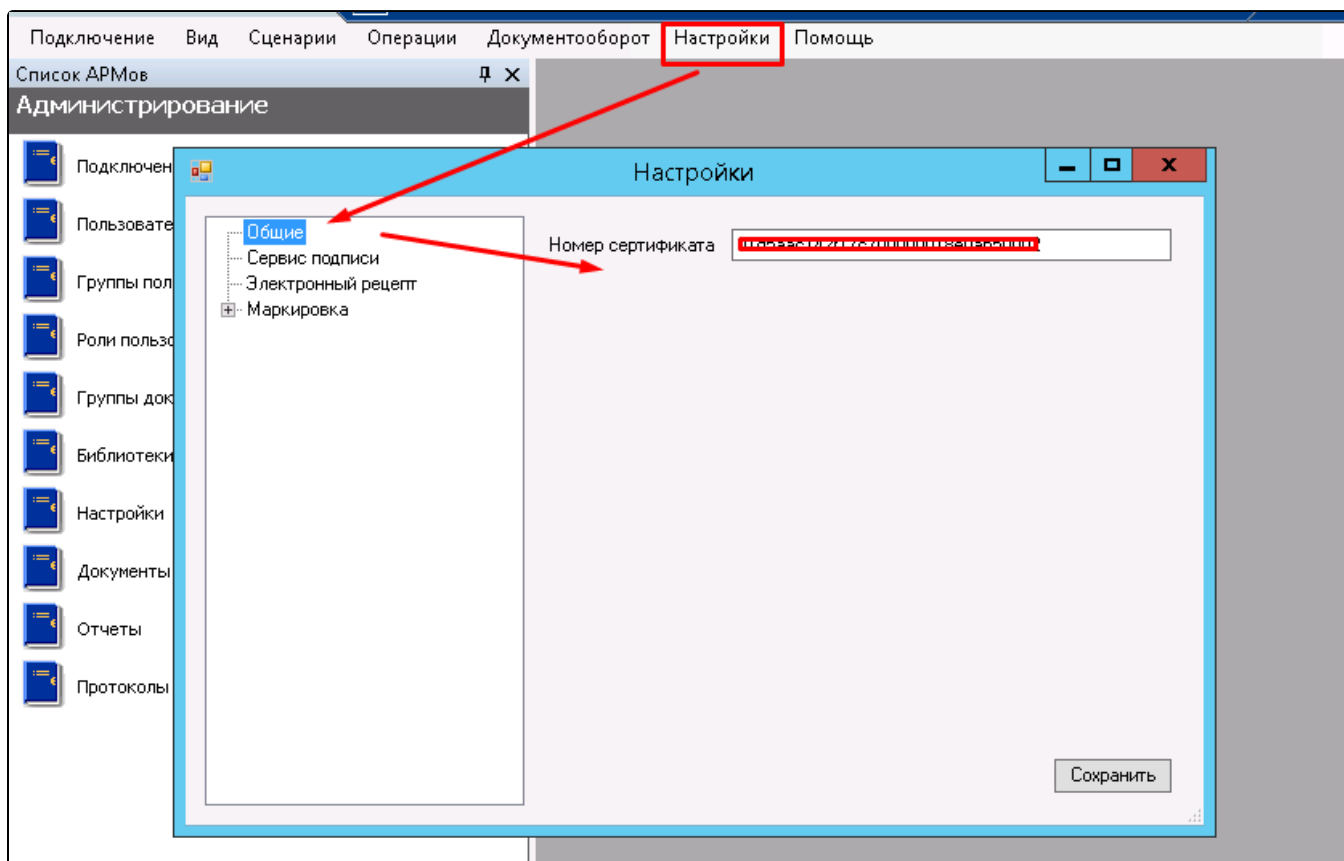 Подключение Вид Сценарии Операции Документооборот Настройки Помощь
Список АРМов
Администрирование
Подключен
Пользовате
Группы пол
Роли пользо
Группы док
Библиотеки
Настройки
Документы
Отчеты
Протоколы
Настройки
Общие
Сервис подписи
Электронный рецепт
Маркировка
Номер сертификата
Сохранить